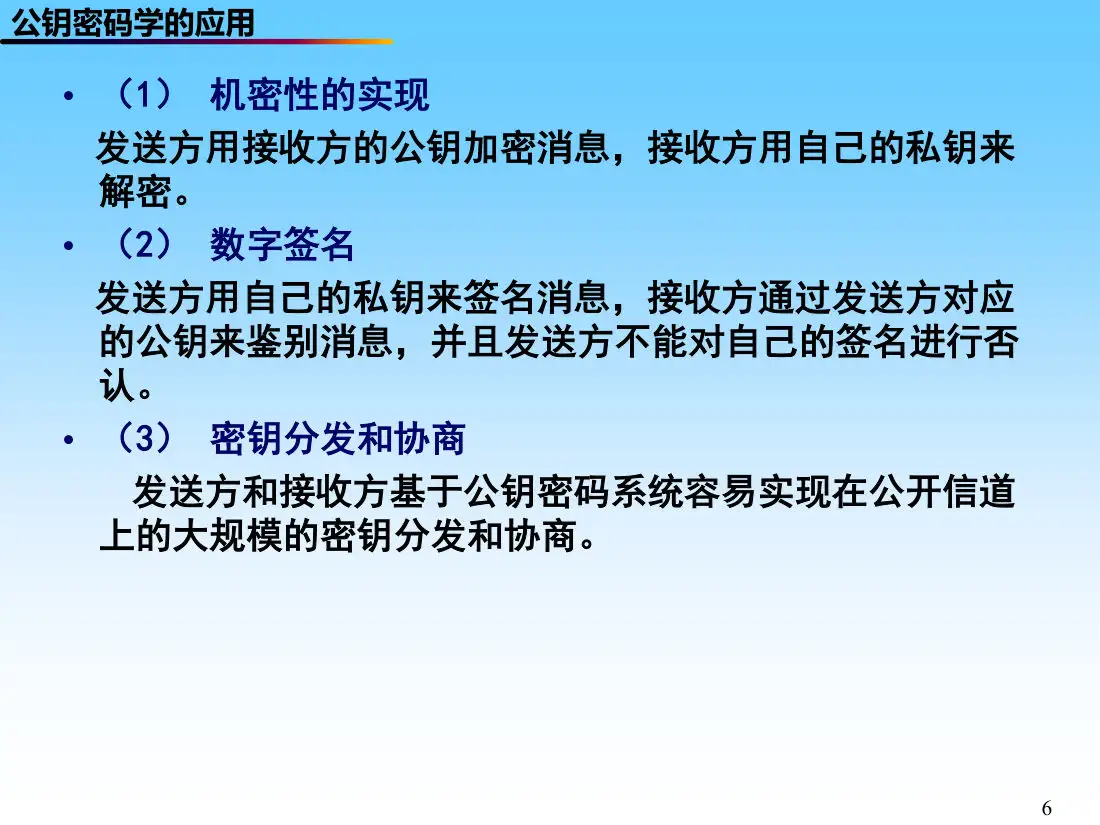 公钥密码学的应用
• （1） 机密性的实现
发送方用接收方的公钥加密消息，接收方用自己的私钥来
解密。
• （2） 数字签名
发送方用自己的私钥来签名消息，接收方通过发送方对应
的公钥来鉴别消息，并且发送方不能对自己的签名进行否
认。
• （3） 密钥分发和协商
发送方和接收方基于公钥密码系统容易实现在公开信道
上的大规模的密钥分发和协商。
6